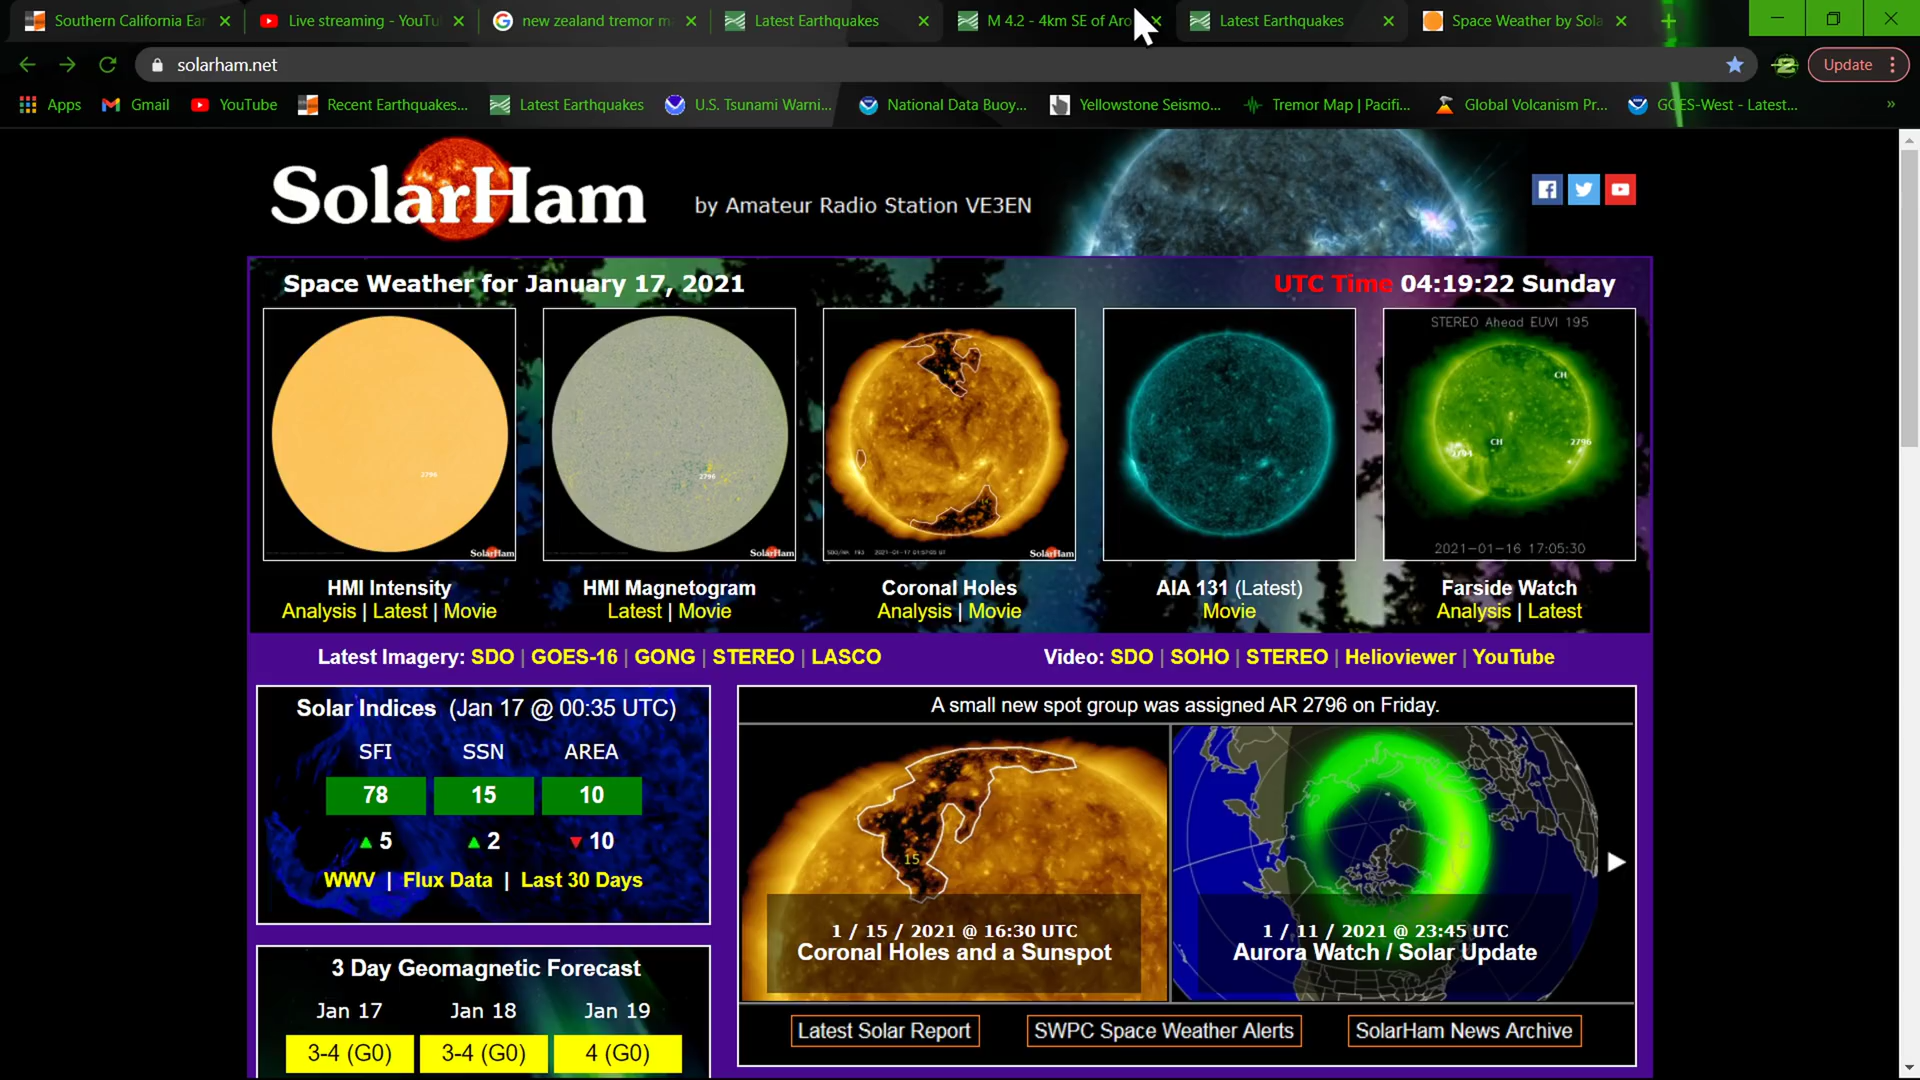 Southern California Ear
Live streaming - YouTu
new zealand tremor ma
Latest Earthquakes
M 4.2 - 4km SE of Aro
Latest Earthquakes
Space Weather by Sola
solarham.net
Update
Apps
Gmail
YouTube
Recent Earthquakes...
Latest Earthquakes
U.S. Tsunami Warni...
National Data Buoy...
Yellowstone Seismo...
Tremor Map | Pacifi...
Global Volcanism Pr...
GOES-West - Latest...
SolarHam
by Amateur Radio Station VE3EN
Space Weather for January 17, 2021
UTC Time 04:19:22 Sunday
STEREO Ahead EUVI 195
CH
CH
2796
2796
2796
SolarHam
SolarHam
SolarHam
2021-01-16 17:05:30
HMI Intensity
Analysis | Latest | Movie
HMI Magnetogram
Latest | Movie
Coronal Holes
Analysis | Movie
AIA 131 (Latest)
Movie
Farside Watch
Analysis | Latest
Latest Imagery: SDO | GOES-16 | GONG | STEREO | LASCO
Video: SDO | SOHO | STEREO | Helioviewer | YouTube
Solar Indices (Jan 17 @ 00:35 UTC)
SFI SSN AREA
78 15 10
5 2 10
WWV | Flux Data | Last 30 Days
3 Day Geomagnetic Forecast
Jan 17 Jan 18 Jan 19
3-4 (G0) 3-4 (G0) 4 (G0)
A small new spot group was assigned AR 2796 on Friday.
15
1 / 15 / 2021 @ 16:30 UTC
Coronal Holes and a Sunspot
1 / 11 / 2021 @ 23:45 UTC
Aurora Watch / Solar Update
Latest Solar Report
SWPC Space Weather Alerts
SolarHam News Archive